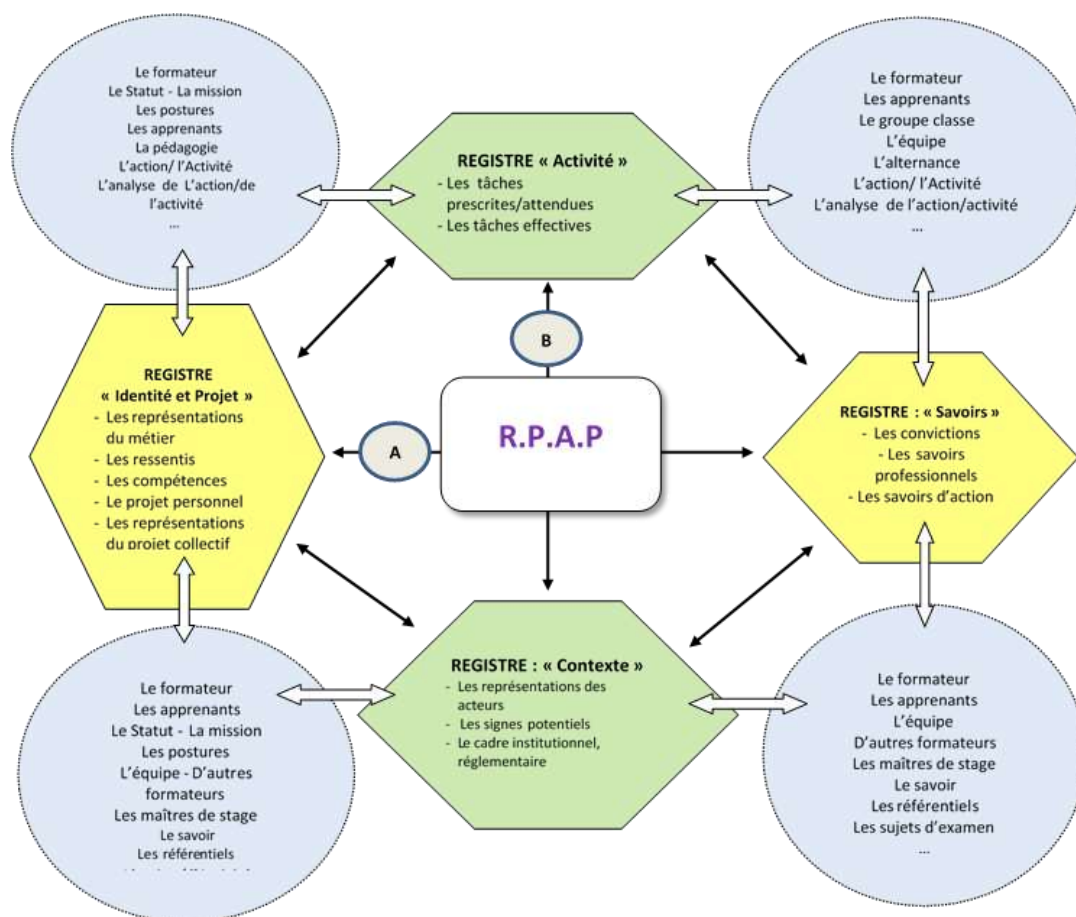 Le formateur
Le Statut - La mission
Les postures
Les apprenants
La pédagogie
L'action/ l'Activité
L'analyse de L'action/de
l'activité
...
REGISTRE « Activité »
- Les tâches
prescrites/attendues
- Les tâches effectives
Le formateur
Les apprenants
Le groupe classe
L'équipe
L'alternance
L'action/ l'Activité
L'analyse de l'action/activité
...
B
REGISTRE
« Identité et Projet »
- Les représentations
du métier
- Les ressentis
- Les compétences
- Le projet personnel
- Les représentations
du projet collectif
A
R.P.A.P
REGISTRE : « Savoirs »
- Les convictions
- Les savoirs
professionnels
- Les savoirs d'action
Le formateur
Les apprenants
Le Statut - La mission
Les postures
L'équipe - D'autres
formateurs
Les maîtres de stage
Le savoir
Les référentiels
REGISTRE : « Contexte »
- Les représentations des
acteurs
- Les signes potentiels
- Le cadre institutionnel,
réglementaire
Le formateur
Les apprenants
L'équipe
D'autres formateurs
Les maîtres de stage
Le savoir
Les référentiels
Les sujets d'examen
...